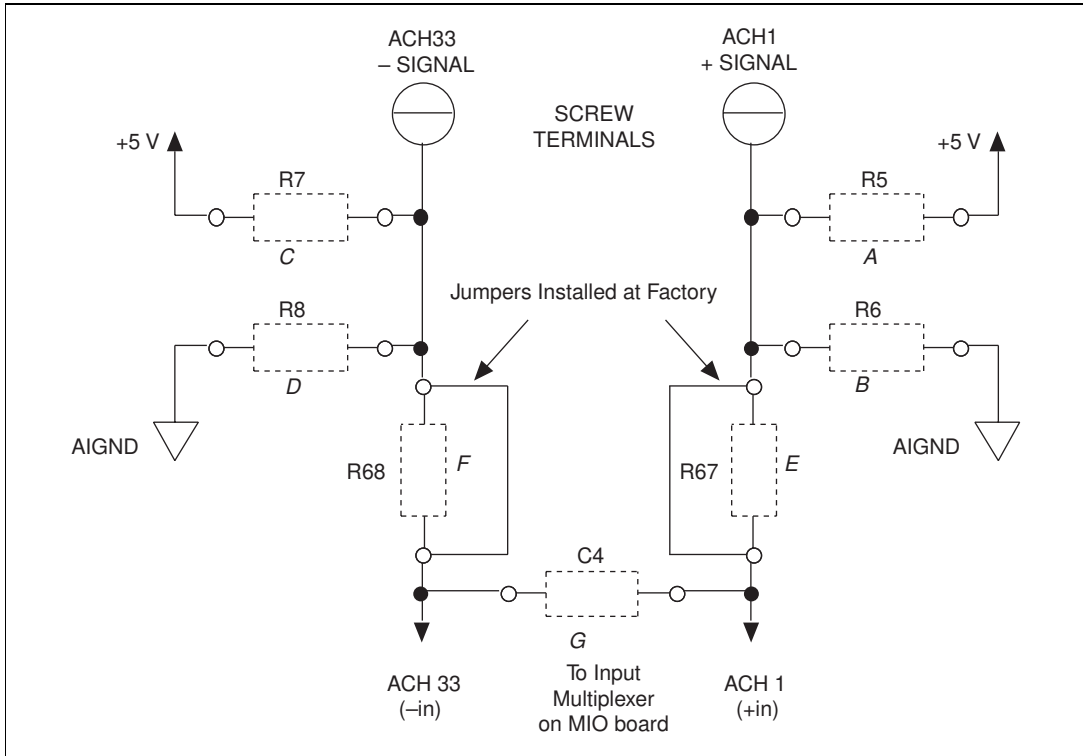 ACH33
– SIGNAL
ACH1
+ SIGNAL
SCREW
TERMINALS
+5 V
+5 V
R7
R5
C
A
Jumpers Installed at Factory
R8
R6
D
B
AIGND
AIGND
R68
F
R67
E
C4
G
ACH 33
(–in)
To Input
Multiplexer
on MIO board
ACH 1
(+in)